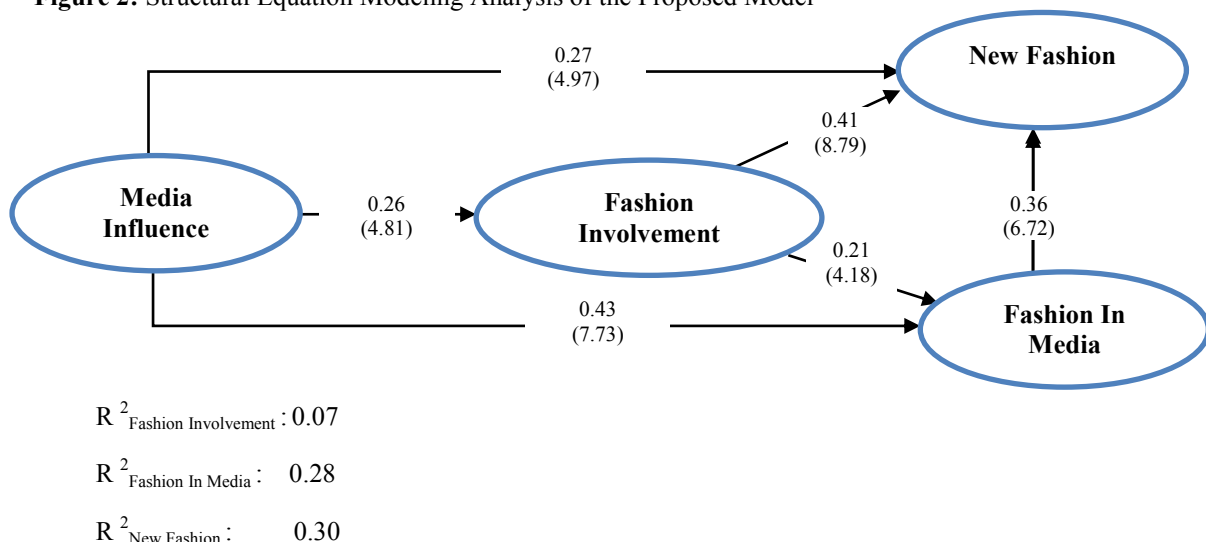 Figure 2: Structural Equation Modeling Analysis of the Proposed Model
0.27
(4.97)
New Fashion
0.41
(8.79)
Media
Influence
0.26
(4.81)
Fashion
Involvement
0.36
(6.72)
0.21
(4.18)
0.43
(7.73)
Fashion In
Media
R 2 Fashion Involvement : 0.07
R 2 Fashion In Media : 0.28
R 2 New Fashion : 0.30